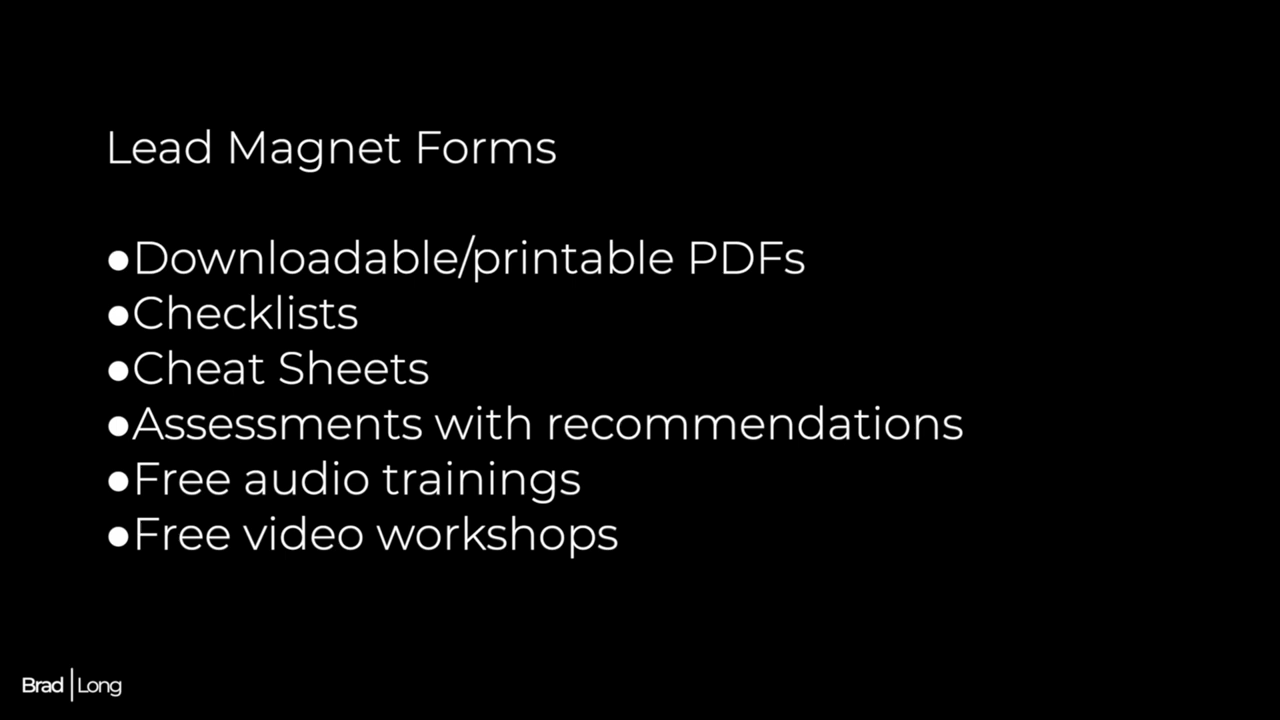 Lead Magnet Forms
●Downloadable/printable PDFs
●Checklists
●Cheat Sheets
●Assessments with recommendations
●Free audio trainings
●Free video workshops
Brad|Long